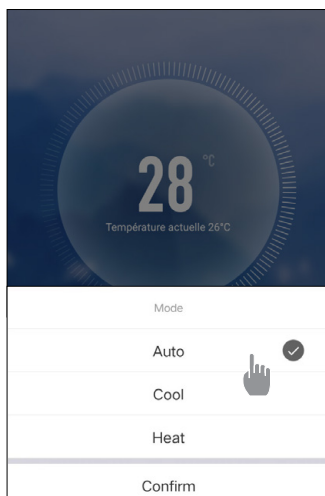 28 °C
Température actuelle 26°C
Mode
Auto
Cool
Heat
Confirm